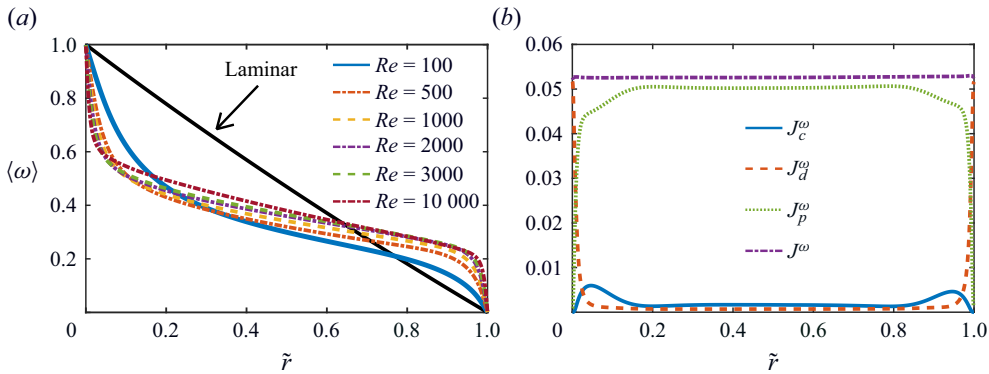 (a)
1.0
0.8
0.6
⟨ω⟩
0.4
0.2
0
0.2
0.4
0.6
0.8
1.0
r̃
Laminar
Re = 100
Re = 500
Re = 1000
Re = 2000
Re = 3000
Re = 10 000
(b)
0.06
0.05
0.04
0.03
0.02
0.01
0
0.2
0.4
0.6
0.8
1.0
r̃
J_c^ω
J_d^ω
J_p^ω
J^ω